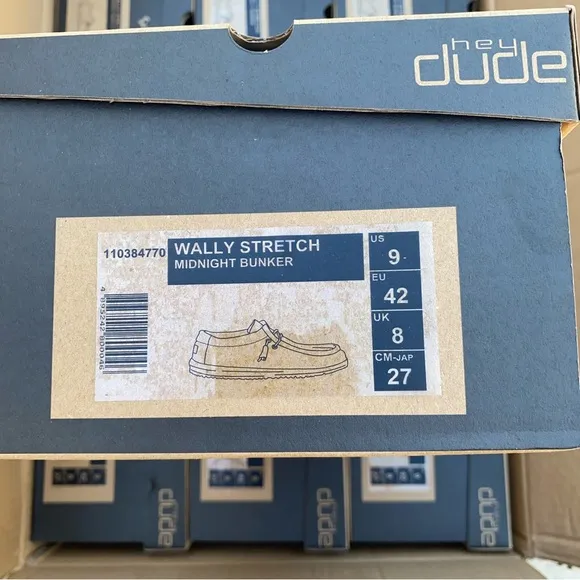 hey
dude
110384770
WALLY STRETCH
MIDNIGHT BUNKER
US
9-
EU
42
UK
8
CM-JAP
27
dude
dude
hey
dude